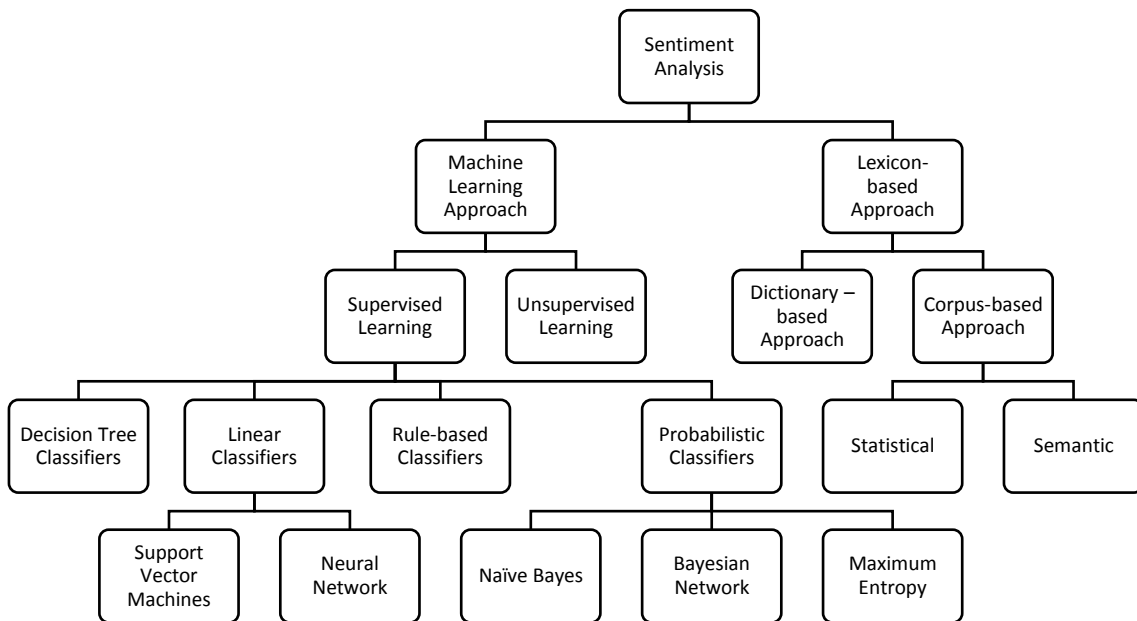 Sentiment
Analysis
Machine
Learning
Approach
Lexicon-
based
Approach
Supervised
Learning
Unsupervised
Learning
Dictionary –
based
Approach
Corpus-based
Approach
Decision Tree
Classifiers
Linear
Classifiers
Rule-based
Classifiers
Probabilistic
Classifiers
Statistical
Semantic
Support
Vector
Machines
Neural
Network
Naïve Bayes
Bayesian
Network
Maximum
Entropy